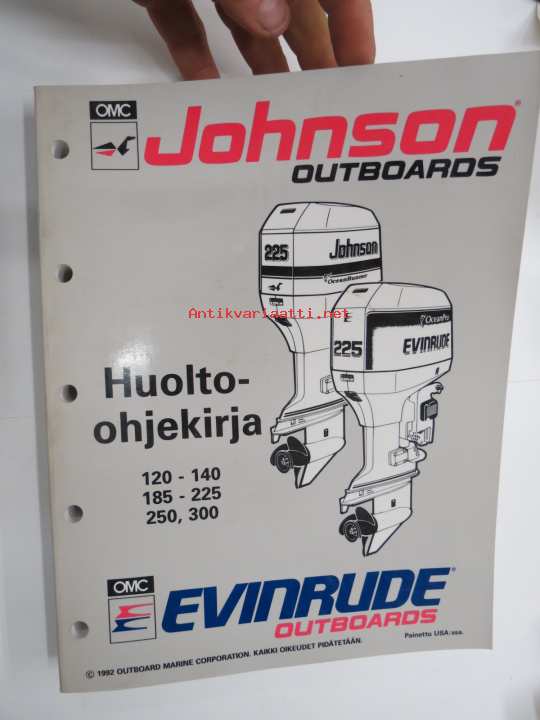 OMC
Johnson®
OUTBOARDS
225
Johnson
OceanRunner
Antikvariaatti.net
OceanPro
225
EVINRUDE
Huolto-
ohjekirja
120 - 140
185 - 225
250, 300
OMC
EVINRUDE®
OUTBOARDS
© 1992 OUTBOARD MARINE CORPORATION. KAIKKI OIKEUDET PIDÄTETÄÄN.
Painettu USA:ssa.